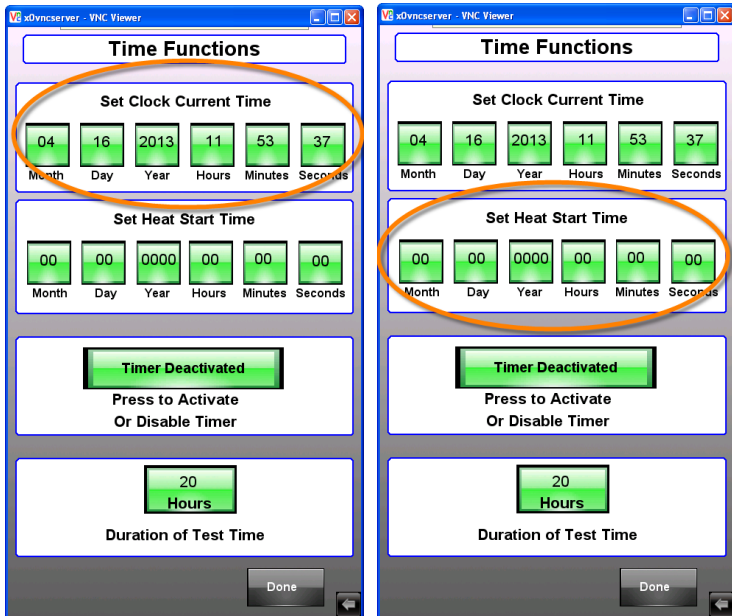 x0vncserver - VNC Viewer
Time Functions
Set Clock Current Time
04 16 2013 11 53 37
Month Day Year Hours Minutes Seconds
Set Heat Start Time
00 00 0000 00 00 00
Month Day Year Hours Minutes Seconds
Timer Deactivated
Press to Activate
Or Disable Timer
20
Hours
Duration of Test Time
Done
x0vncserver - VNC Viewer
Time Functions
Set Clock Current Time
04 16 2013 11 53 37
Month Day Year Hours Minutes Seconds
Set Heat Start Time
00 00 0000 00 00 00
Month Day Year Hours Minutes Seconds
Timer Deactivated
Press to Activate
Or Disable Timer
20
Hours
Duration of Test Time
Done